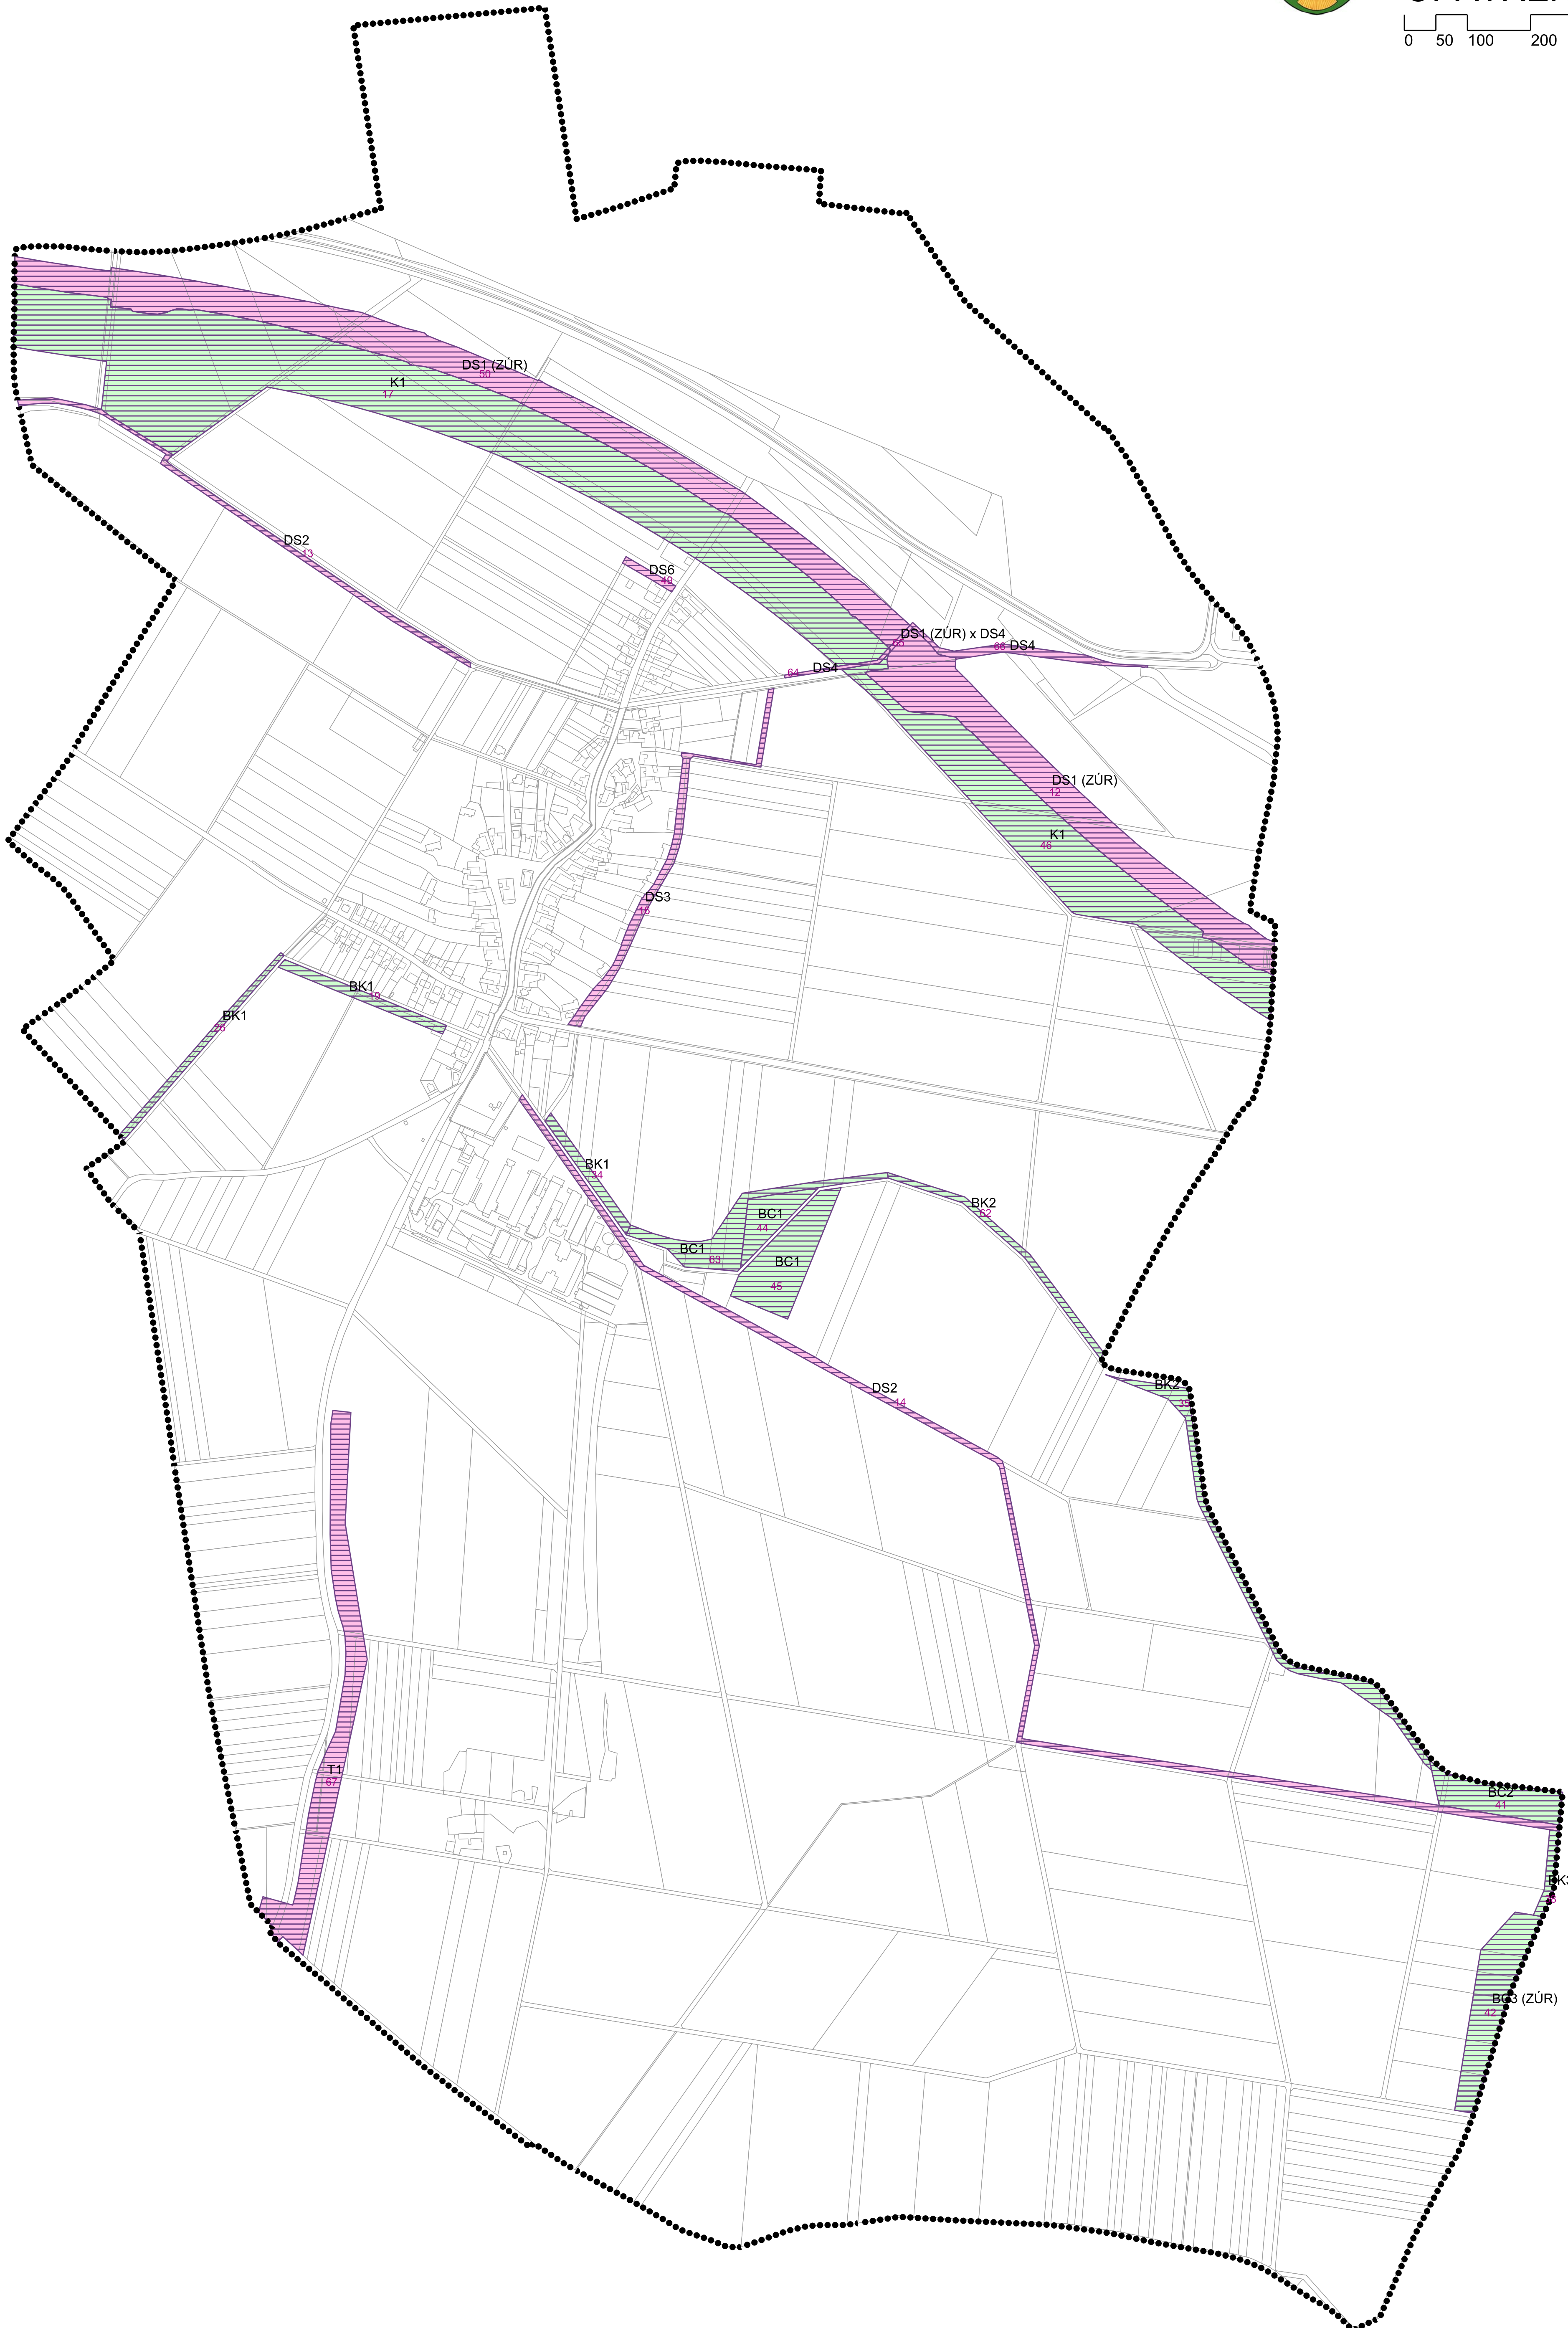 0 50 100 200
DS1 (ZÚR)
50
K1
17
DS2
13
DS6
49
DS1 (ZÚR) x DS4
66 DS4
DS4
64
DS1 (ZÚR)
12
K1
46
DS3
15
BK1
19
BK1
26
BK1
34
BK2
62
BC1
44
BC1
63
BC1
45
BK2
35
DS2
14
T1
67
BC2
41
BC3 (ZÚR)
42